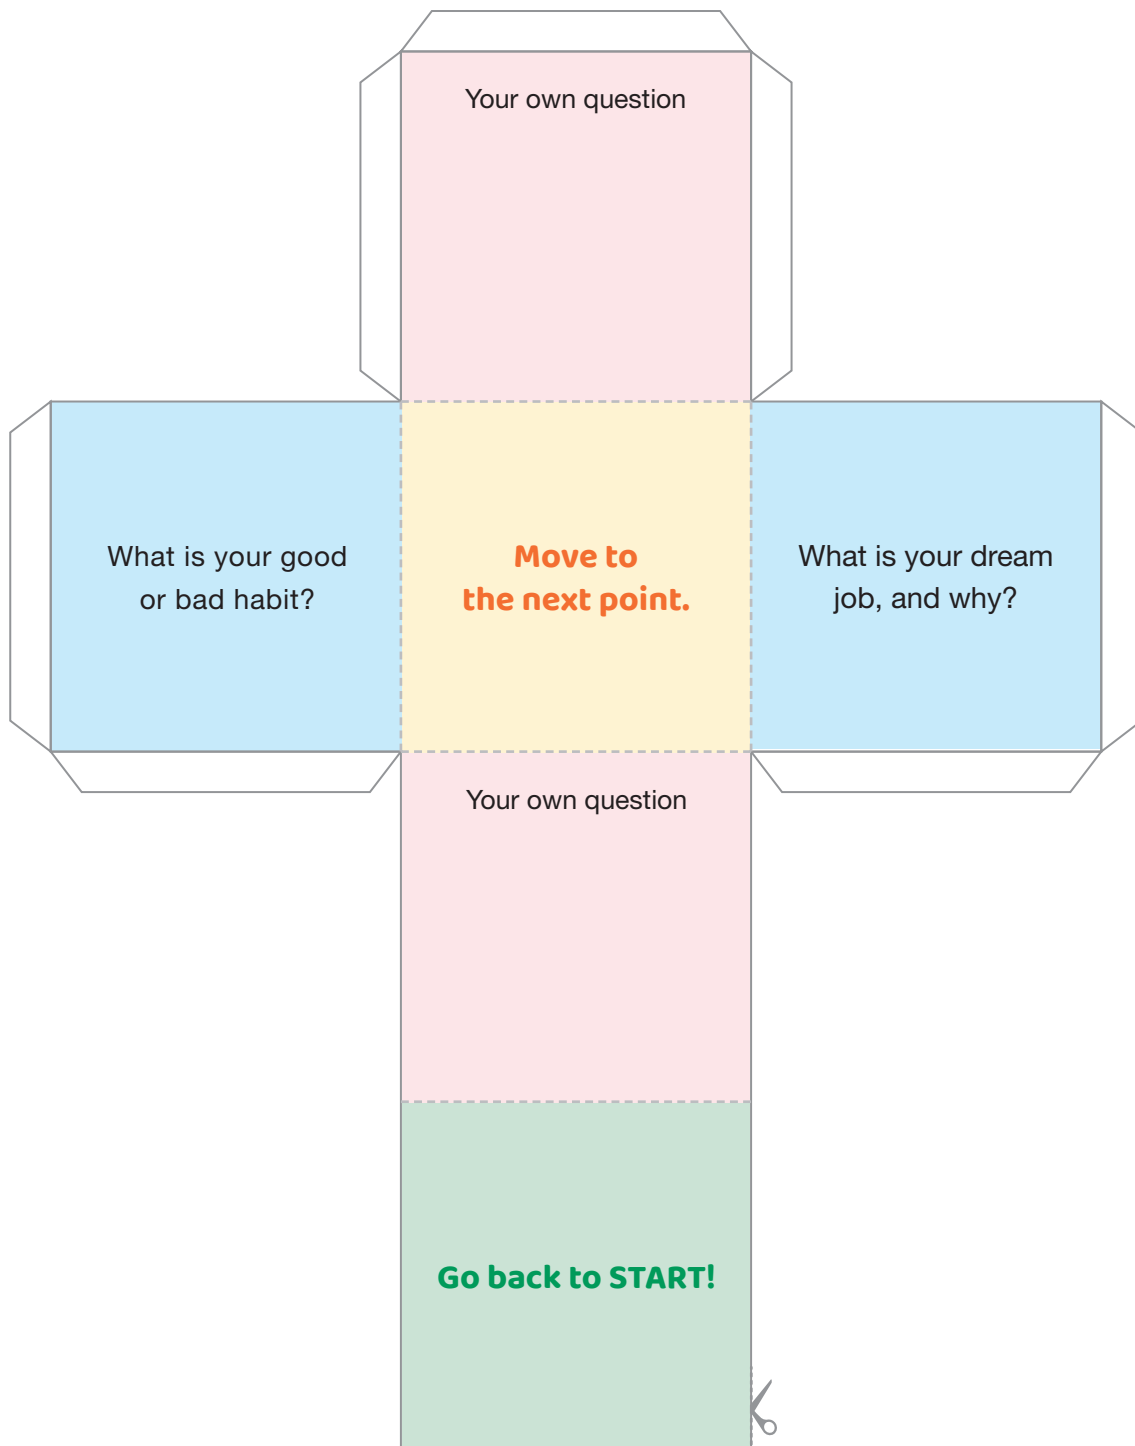 Your own question
What is your good
or bad habit?
Move to
the next point.
What is your dream
job, and why?
Your own question
Go back to START!